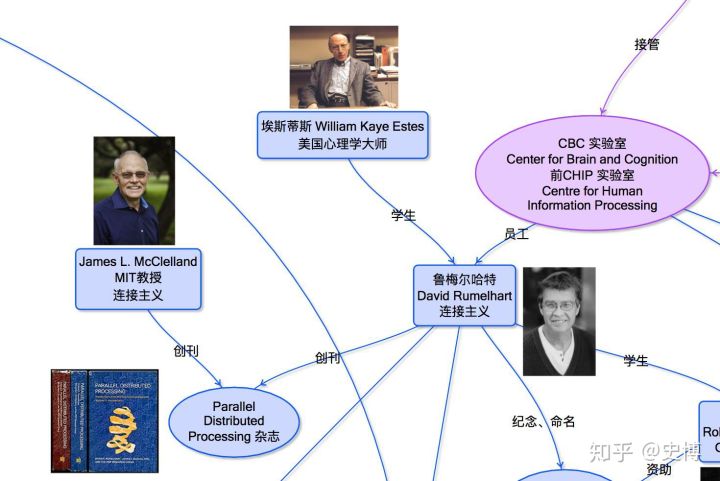 接管
埃斯蒂斯 William Kaye Estes
美国心理学大师
CBC 实验室
Center for Brain and Cognition
前CHIP 实验室
Centre for Human
Information Processing
学生
员工
James L. McClelland
MIT教授
连接主义
鲁梅尔哈特
David Rumelhart
连接主义
创刊
创刊
学生
PARALLEL DISTRIBUTED
PROCESSING
Parallel
Distributed
Processing 杂志
纪念、命名
Rol
C
资助
知乎 @史博